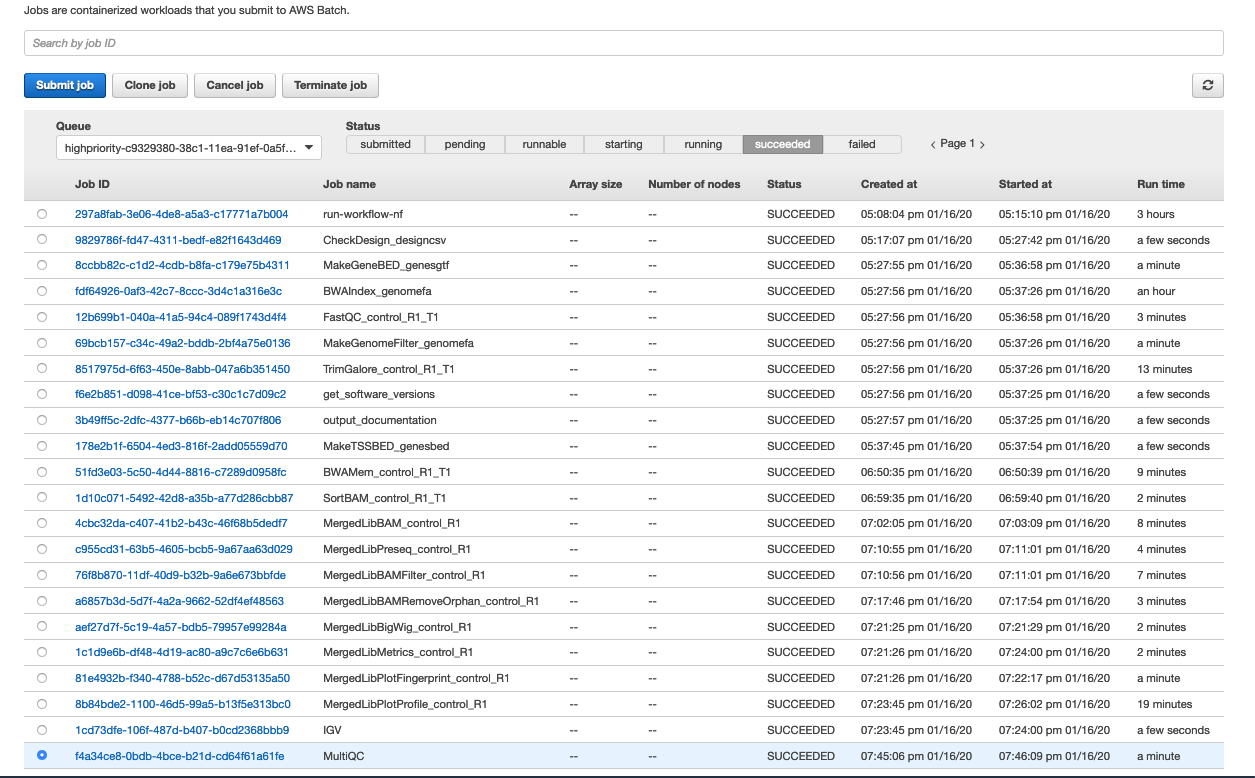 Jobs are containerized workloads that you submit to AWS Batch.
Search by job ID
Submit job Clone job Cancel job Terminate job
Queue Status
highpriority-c9329380-38c1-11ea-91ef-0a5f... submitted pending runnable starting running succeeded failed Page 1
Job ID Job name Array size Number of nodes Status Created at Started at Run time
297a8fab-3e06-4de8-a5a3-c17771a7b004 run-workflow-nf -- -- SUCCEEDED 05:08:04 pm 01/16/20 05:15:10 pm 01/16/20 3 hours
9829786f-fd47-4311-bedf-e82f1643d469 CheckDesign_designcsv -- -- SUCCEEDED 05:17:07 pm 01/16/20 05:27:42 pm 01/16/20 a few seconds
8ccbb82c-c1d2-4cdb-b8fa-c179e75b4311 MakeGeneBED_genesgtf -- -- SUCCEEDED 05:27:55 pm 01/16/20 05:36:58 pm 01/16/20 a minute
fdf64926-0af3-42c7-8ccc-3d4c1a316e3c BWAIndex_genomefa -- -- SUCCEEDED 05:27:56 pm 01/16/20 05:37:26 pm 01/16/20 an hour
12b699b1-040a-41a5-94c4-089f1743d4f4 FastQC_control_R1_T1 -- -- SUCCEEDED 05:27:56 pm 01/16/20 05:36:58 pm 01/16/20 3 minutes
69bcb157-c34c-49a2-bddb-2bf4a75e0136 MakeGenomeFilter_genomefa -- -- SUCCEEDED 05:27:56 pm 01/16/20 05:37:26 pm 01/16/20 a minute
8517975d-6f63-450e-8abb-047a6b351450 TrimGalore_control_R1_T1 -- -- SUCCEEDED 05:27:56 pm 01/16/20 05:37:26 pm 01/16/20 13 minutes
f6e2b851-d098-41ce-bf53-c30c1c7d09c2 get_software_versions -- -- SUCCEEDED 05:27:56 pm 01/16/20 05:37:25 pm 01/16/20 a few seconds
3b49ff5c-2dfc-4377-b66b-eb14c707f806 output_documentation -- -- SUCCEEDED 05:27:57 pm 01/16/20 05:37:25 pm 01/16/20 a few seconds
178e2b1f-6504-4ed3-816f-2add05559d70 MakeTSSBED_genesbed -- -- SUCCEEDED 05:37:45 pm 01/16/20 05:37:54 pm 01/16/20 a few seconds
51fd3e03-5c50-4d44-8816-c7289d0958fc BWAMem_control_R1_T1 -- -- SUCCEEDED 06:50:35 pm 01/16/20 06:50:39 pm 01/16/20 9 minutes
1d10c071-5492-42d8-a35b-a77d286cbb87 SortBAM_control_R1_T1 -- -- SUCCEEDED 06:59:35 pm 01/16/20 06:59:40 pm 01/16/20 2 minutes
4cbc32da-c407-41b2-b43c-46f68b5dedf7 MergedLibBAM_control_R1 -- -- SUCCEEDED 07:02:05 pm 01/16/20 07:03:09 pm 01/16/20 8 minutes
c955cd31-63b5-4605-bcb5-9a67aa63d029 MergedLibPreseq_control_R1 -- -- SUCCEEDED 07:10:55 pm 01/16/20 07:11:01 pm 01/16/20 4 minutes
76f8b870-11df-40d9-b32b-9a6e673bbfde MergedLibBAMFilter_control_R1 -- -- SUCCEEDED 07:10:56 pm 01/16/20 07:11:01 pm 01/16/20 7 minutes
a6857b3d-5d7f-4a2a-9662-52df4ef48563 MergedLibBAMRemoveOrphan_control_R1 -- -- SUCCEEDED 07:17:46 pm 01/16/20 07:17:54 pm 01/16/20 3 minutes
aef27d7f-5c19-4a57-bdb5-79957e99284a MergedLibBigWig_control_R1 -- -- SUCCEEDED 07:21:25 pm 01/16/20 07:21:29 pm 01/16/20 2 minutes
1c1d9e6b-df48-4d19-ac80-a9c7c6e6b631 MergedLibMetrics_control_R1 -- -- SUCCEEDED 07:21:26 pm 01/16/20 07:24:00 pm 01/16/20 2 minutes
81e4932b-f340-4788-b52c-d67d53135a50 MergedLibPlotFingerprint_control_R1 -- -- SUCCEEDED 07:21:26 pm 01/16/20 07:22:17 pm 01/16/20 a minute
8b84bde2-1100-46d5-99a5-b13f5e313bc0 MergedLibPlotProfile_control_R1 -- -- SUCCEEDED 07:23:45 pm 01/16/20 07:26:02 pm 01/16/20 19 minutes
1cd73dfe-106f-487d-b407-b0cd2368bbb9 IGV -- -- SUCCEEDED 07:23:45 pm 01/16/20 07:24:00 pm 01/16/20 a few seconds
f4a34ce8-0bdb-4bce-b21d-cd64f61a61fe MultiQC -- -- SUCCEEDED 07:45:06 pm 01/16/20 07:46:09 pm 01/16/20 a minute